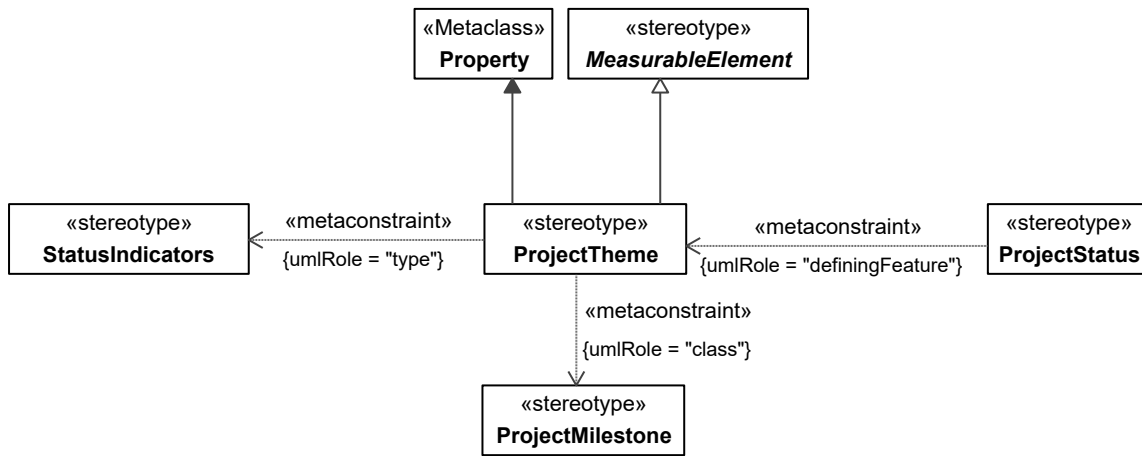 «Metaclass»
Property
«stereotype»
MeasurableElement
«stereotype»
StatusIndicators
«metaconstraint»
{umlRole = "type"}
«stereotype»
ProjectTheme
«metaconstraint»
{umlRole = "definingFeature"}
«stereotype»
ProjectStatus
«metaconstraint»
{umlRole = "class"}
«stereotype»
ProjectMilestone